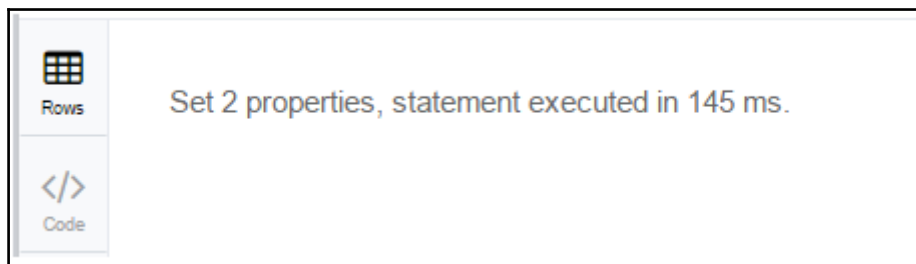 Rows
Set 2 properties, statement executed in 145 ms.
</>
Code